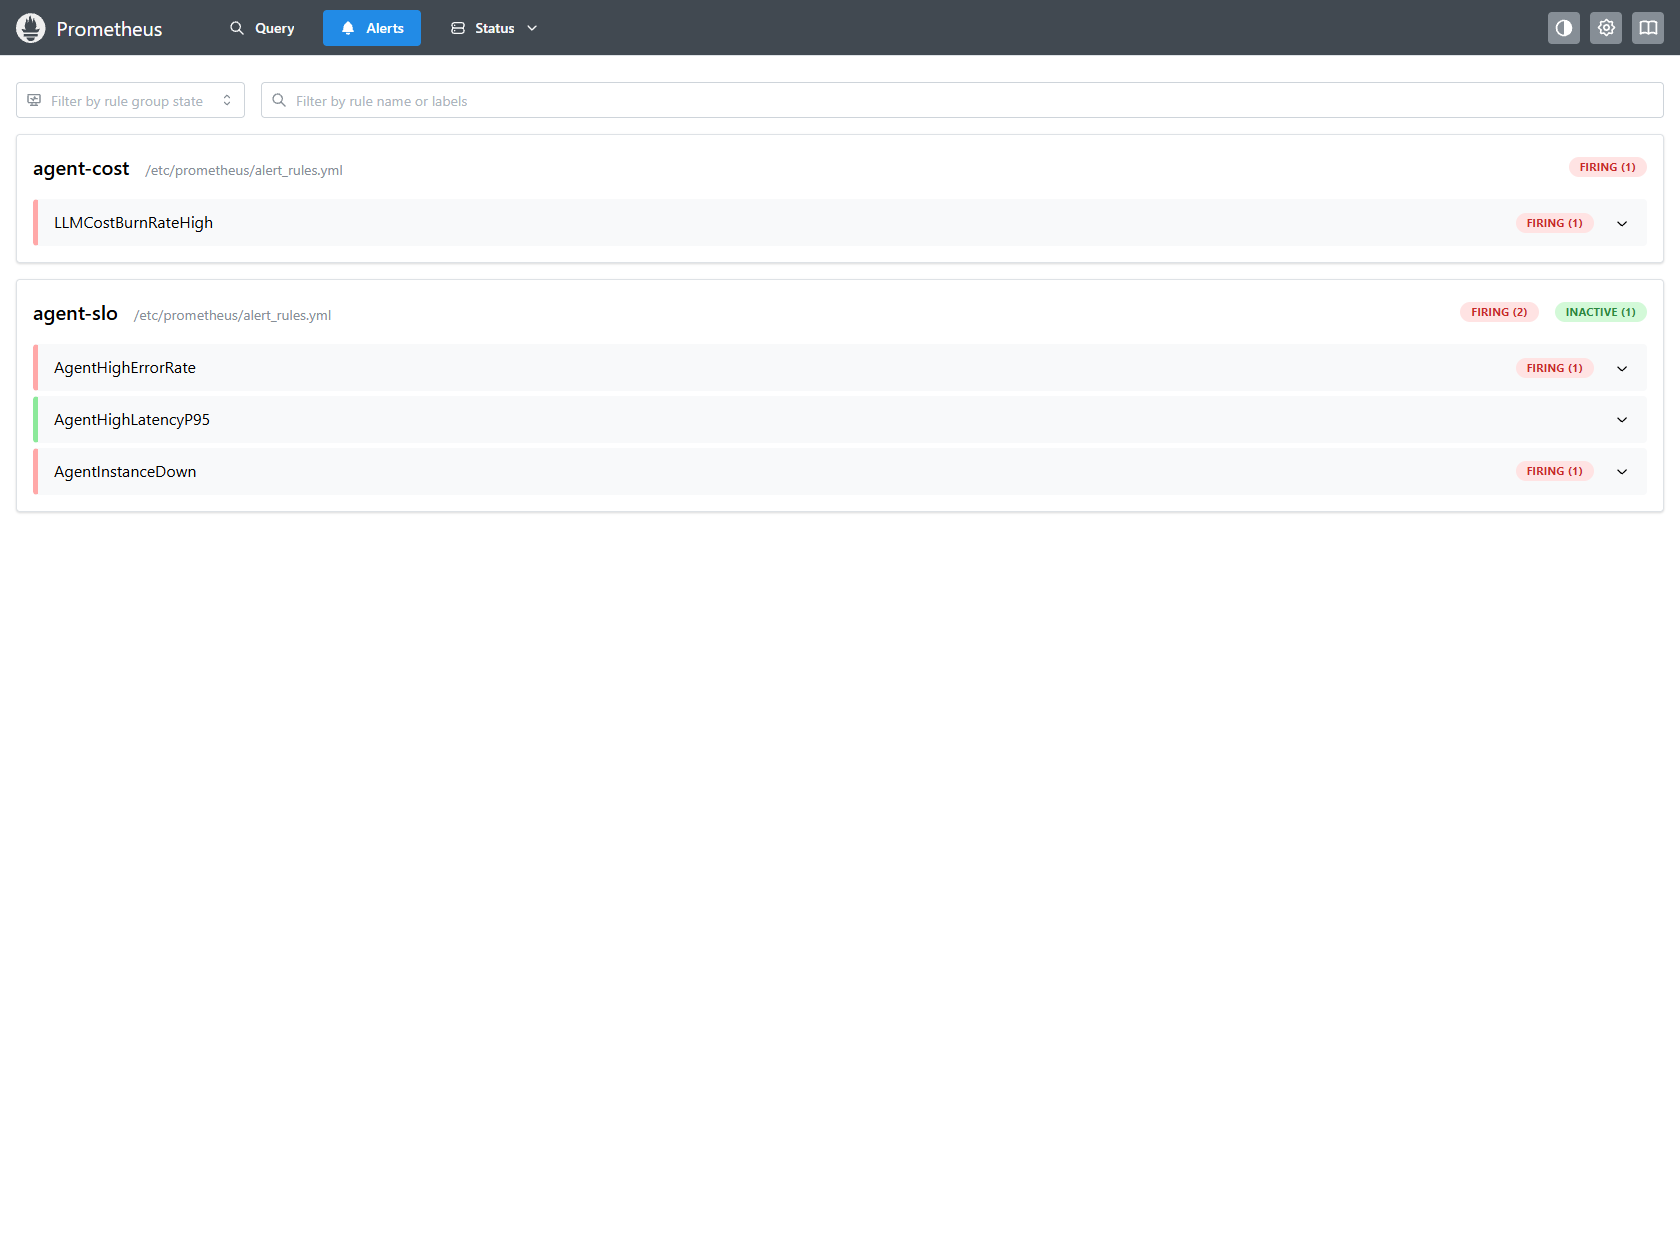 Prometheus Query Alerts Status
Filter by rule group state Filter by rule name or labels
agent-cost /etc/prometheus/alert_rules.yml FIRING (1)
LLMCostBurnRateHigh FIRING (1)
agent-slo /etc/prometheus/alert_rules.yml FIRING (2) INACTIVE (1)
AgentHighErrorRate FIRING (1)
AgentHighLatencyP95
AgentInstanceDown FIRING (1)